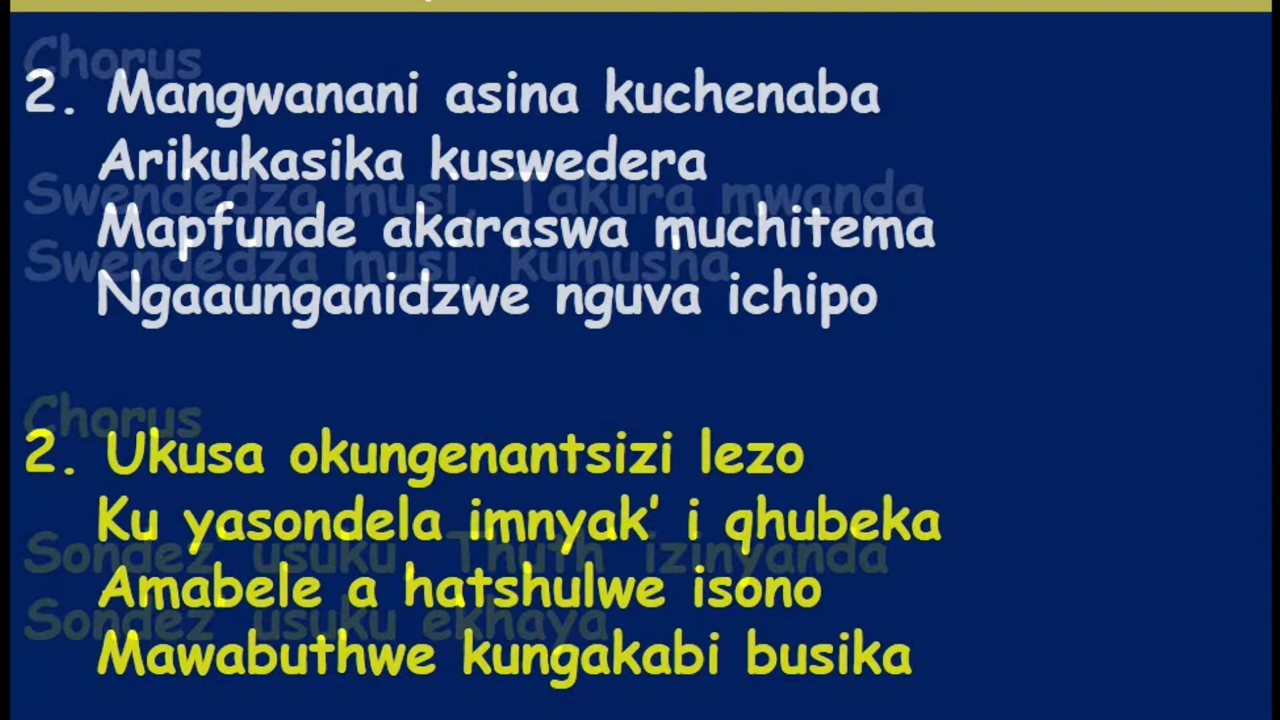 Chorus
2. Mangwanani asina kuchenaba
Arikukasika kuswedera
Swendedza musi, Takura mwanda
Mapfunde akaraswa muchitema
Swendedza musi, kumusha
Ngaaunganidzwe nguva ichipo
Chorus
2. Ukusa okungenantsizi lezo
Ku yasondela imnyak' i qhubeka
Sondez' usuku Thuth' izinyanda
Amabele a hatshulwe isono
Sondez' usuku ekhaya
Mawabuthwe kungakabi busika